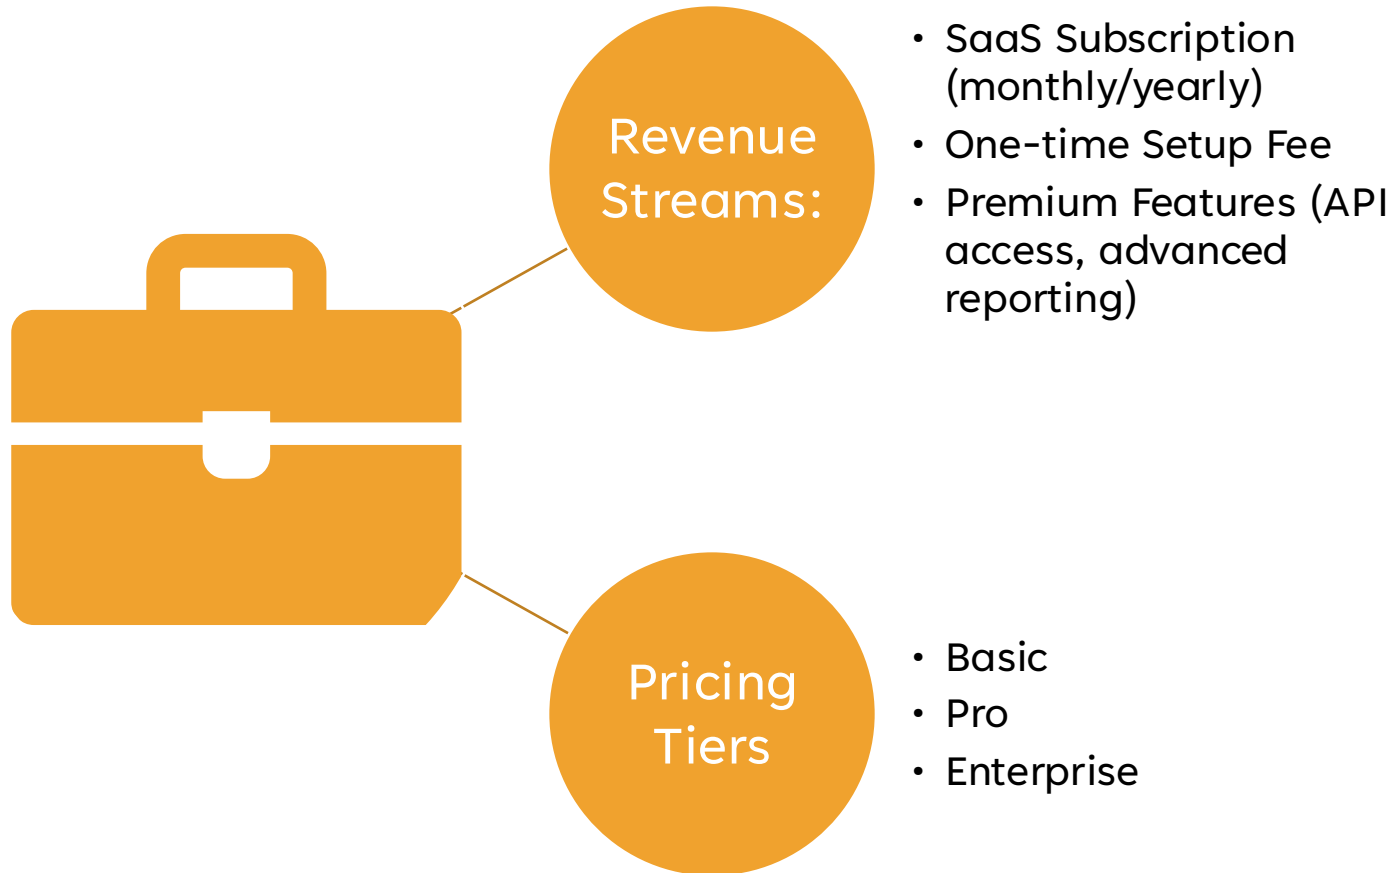 Revenue
Streams:
• SaaS Subscription
(monthly/yearly)
• One-time Setup Fee
• Premium Features (API
access, advanced
reporting)
Pricing
Tiers
• Basic
• Pro
• Enterprise